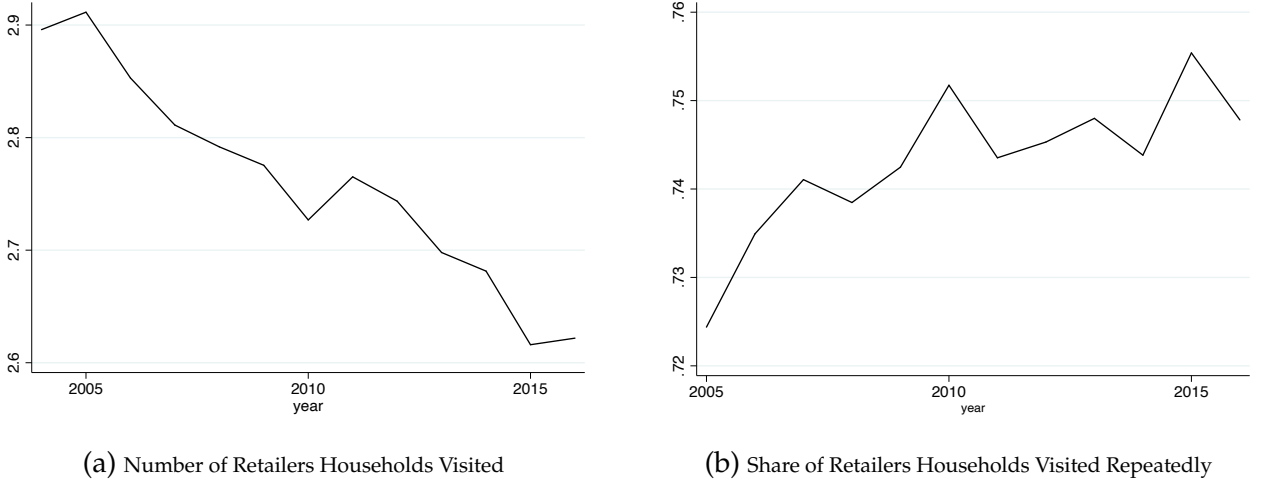 2.9
2.8
2.7
2.6
2005 2010 2015
year
(a) Number of Retailers Households Visited
.76
.75
.74
.73
.72
2005 2010 2015
year
(b) Share of Retailers Households Visited Repeatedly